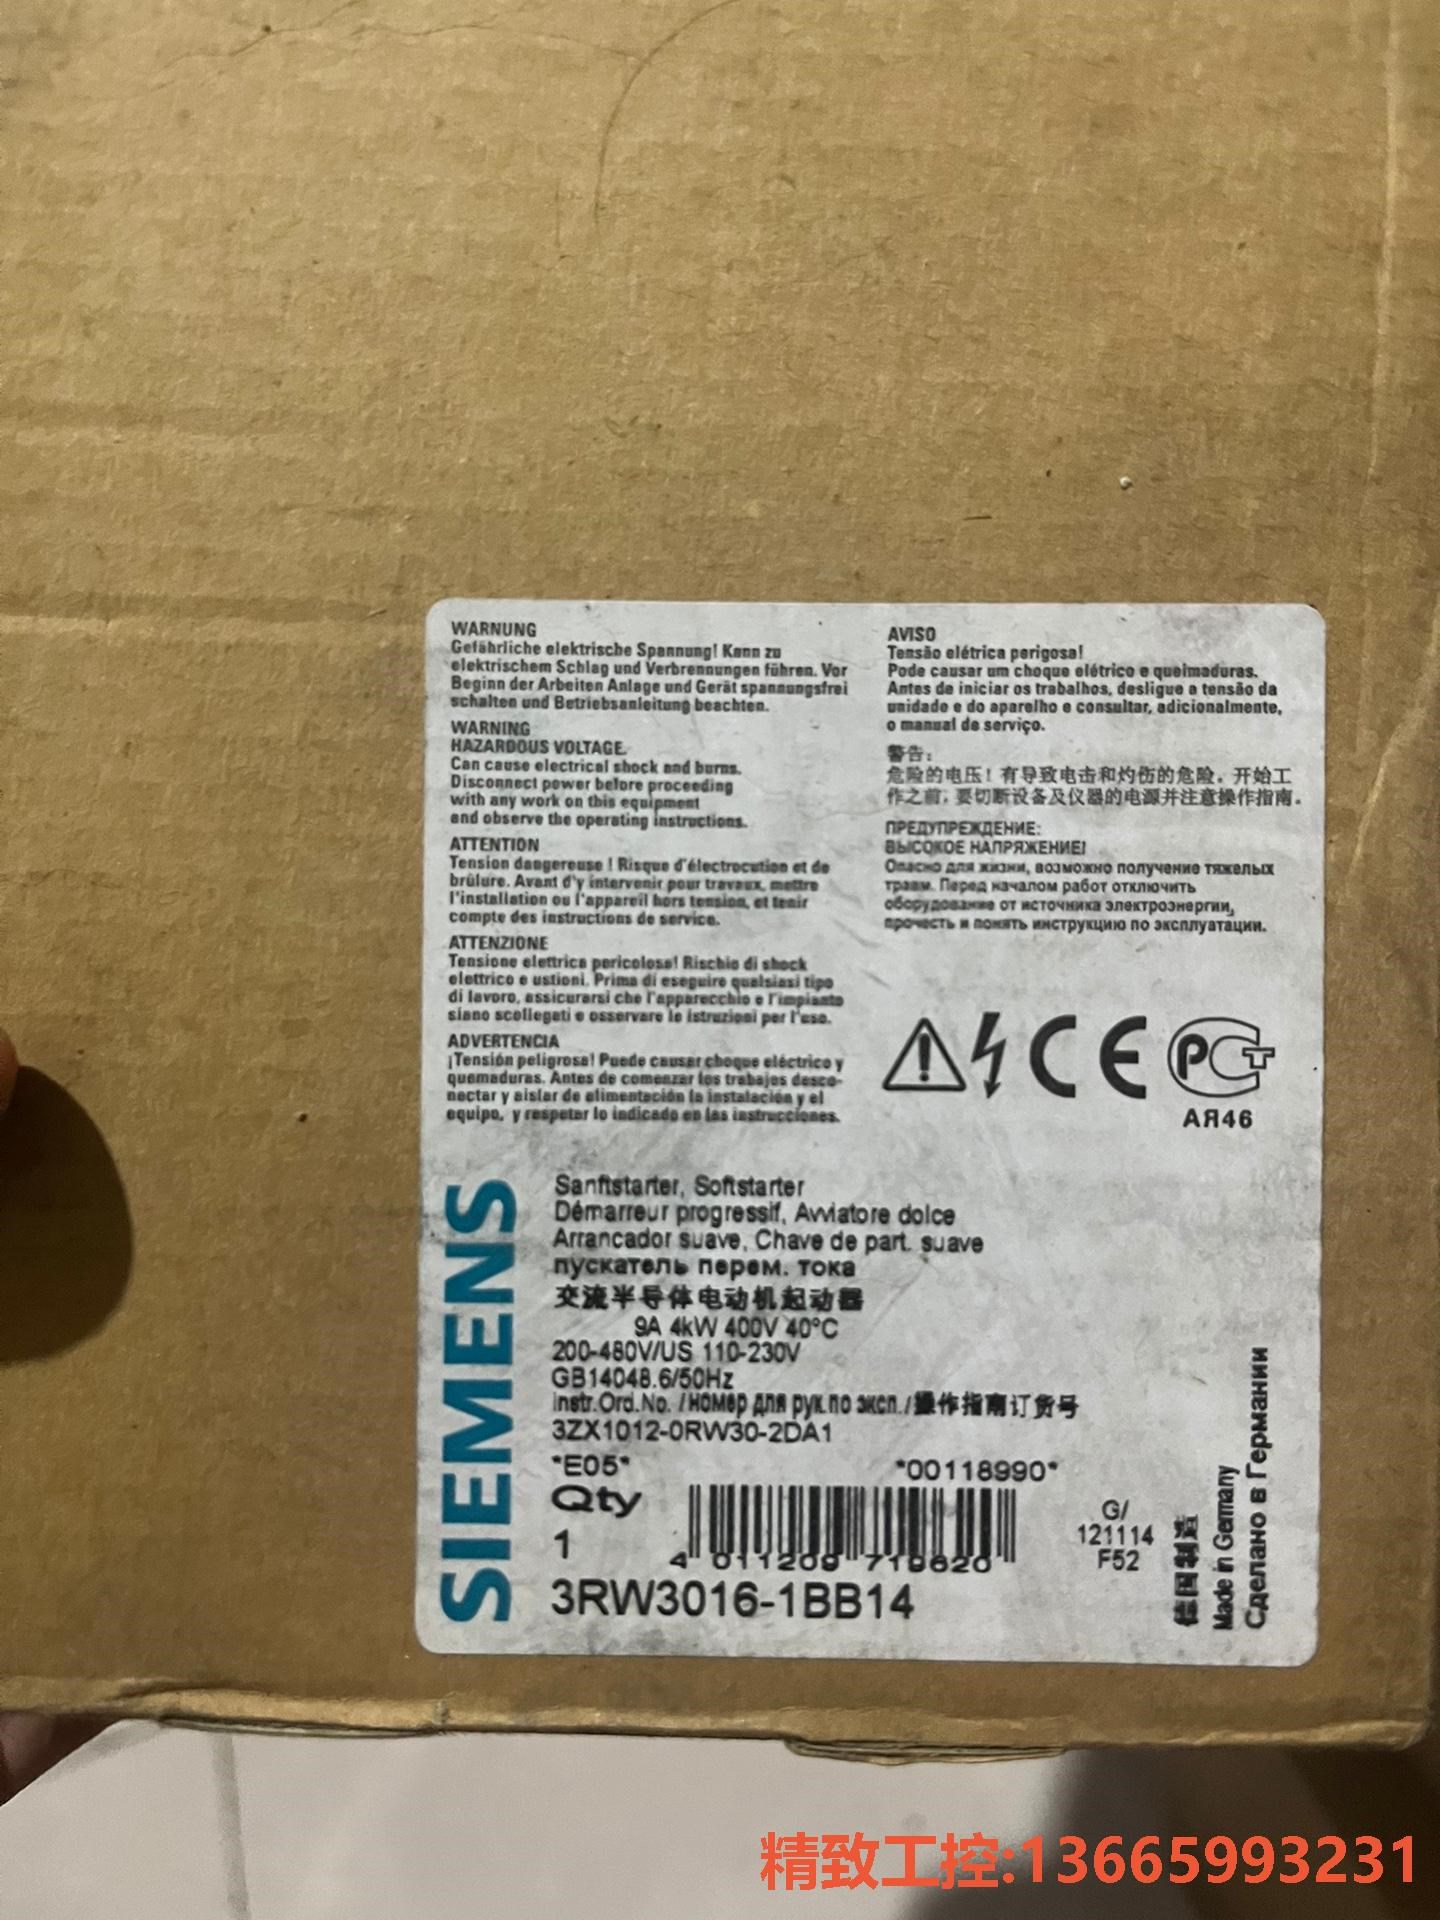 WARNUNG
Gefährliche elektrische Spannung! Kann zu
elektrischem Schlag und Verbrennungen führen. Vor
Beginn der Arbeiten Anlage und Gerät spannungsfrei
schalten und Betriebsanleitung beachten.
WARNING
HAZARDOUS VOLTAGE.
Can cause electrical shock and burns.
Disconnect power before proceeding
with any work on this equipment
and observe the operating instructions.
ATTENTION
Tension dangereuse ! Risque d'électrocution et de
brûlure. Avant d'y intervenir pour travaux, mettre
l'installation ou l'appareil hors tension, et tenir
compte des instructions de service.
ATTENZIONE
Tensione elettrica pericolosa! Rischio di shock
elettrico e ustioni. Prima di eseguire qualsiasi tipo
di lavoro, assicurarsi che l'apparecchio e l'impianto
siano scollegati e osservare le istruzioni per l'uso.
ADVERTENCIA
¡Tensión peligrosa! Puede causar choque eléctrico y
quemaduras. Antes de comenzar los trabajos desco-
nectar y aislar de alimentación la instalación y el
equipo, y respetar lo indicado en las instrucciones.
AVISO
Tensão elétrica perigosa!
Pode causar um choque elétrico e queimaduras.
Antes de iniciar os trabalhos, desligue a tensão da
unidade e do aparelho e consultar, adicionalmente,
o manual de serviço.
警告:
危险的电压!有导致电击和灼伤的危险。开始工
作之前,要切断设备及仪器的电源并注意操作指南。
ПРЕДУПРЕЖДЕНИЕ:
ВЫСОКОЕ НАПРЯЖЕНИЕ!
Опасно для жизни, возможно получение тяжелых
травм. Перед началом работ отключить
оборудование от источника электроэнергии,
прочесть и понять инструкцию по эксплуатации.
CE PCT
АЯ46
SIEMENS
Sanftstarter, Softstarter
Démarreur progressif, Avviatore dolce
Arrancador suave, Chave de part. suave
пускатель перем. тока
交流半导体电动机起动器
9A 4kW 400V 40°C
200-480V/US 110-230V
GB14048.6/50Hz
Instr.Ord.No. /номер для рук.по эксп./操作指南订货号
3ZX1012-0RW30-2DA1
*E05* *00118990*
Qty
1
4 011209 719620
3RW3016-1BB14
G/
121114
F52
德国制造
Made in Germany
Сделано в Германии
精致工控:13665993231